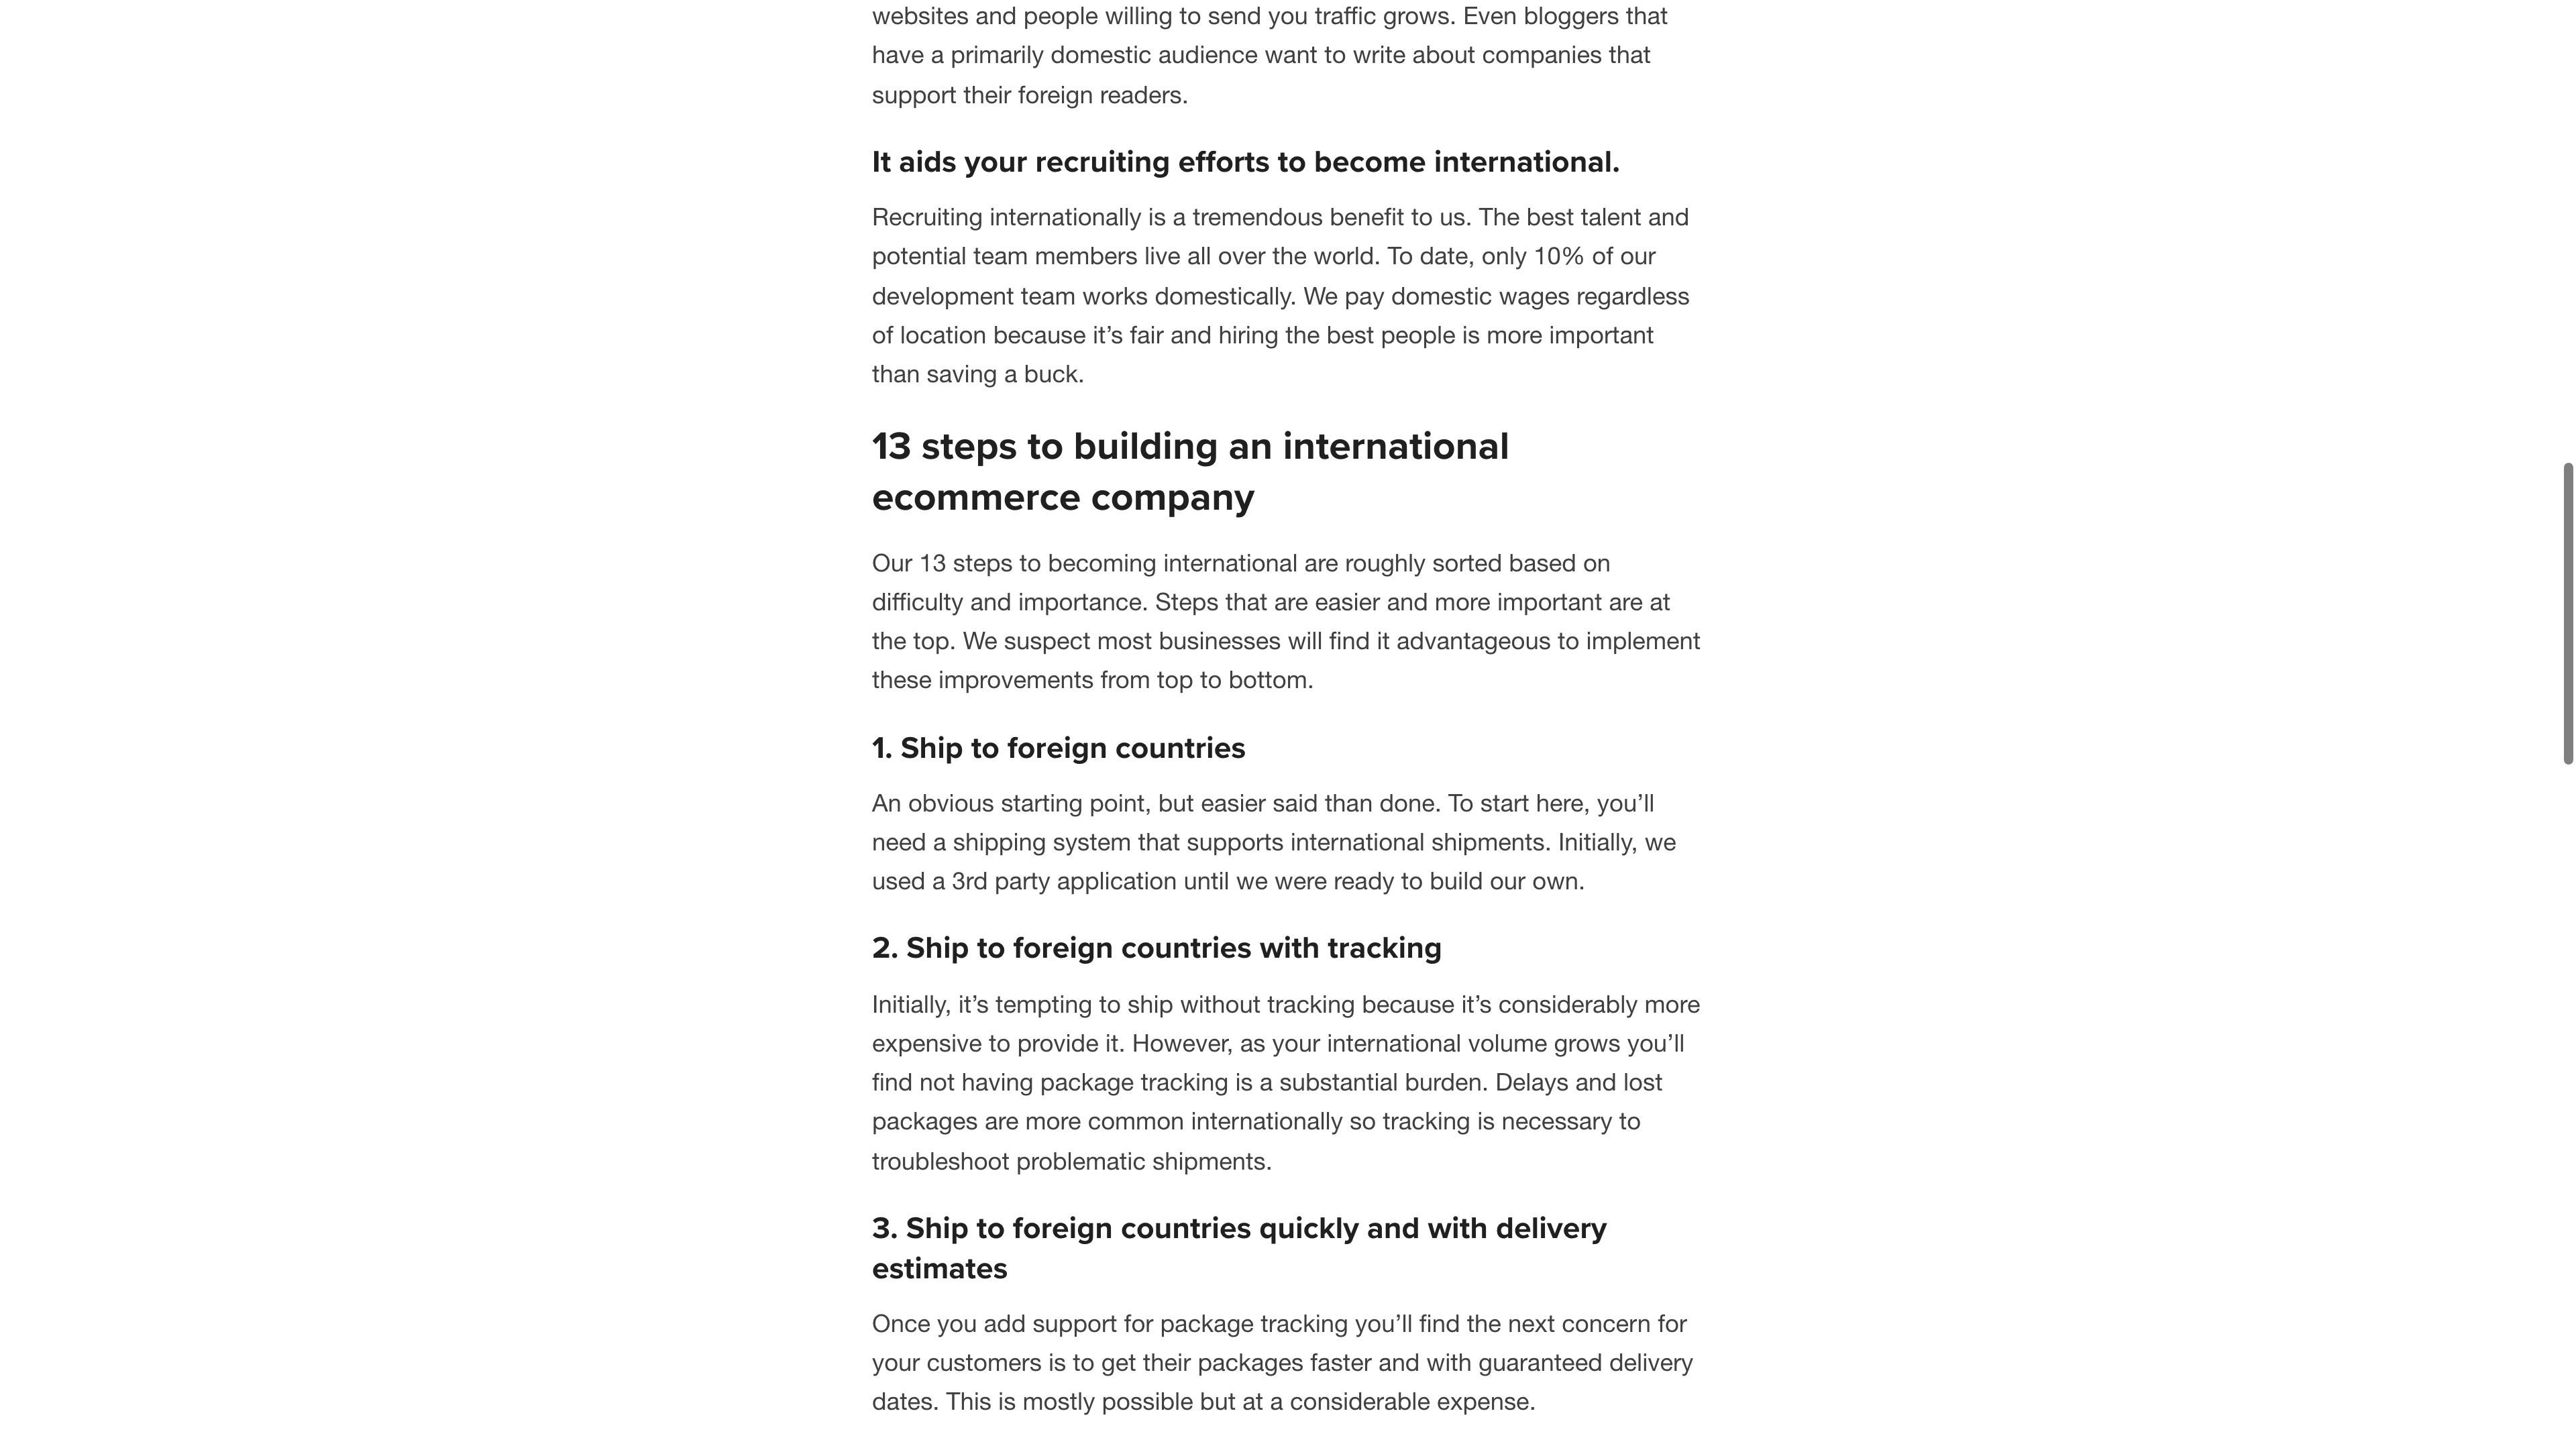 websites and people willing to send you traffic grows. Even bloggers that
have a primarily domestic audience want to write about companies that
support their foreign readers.
It aids your recruiting efforts to become international.
Recruiting internationally is a tremendous benefit to us. The best talent and
potential team members live all over the world. To date, only 10% of our
development team works domestically. We pay domestic wages regardless
of location because it’s fair and hiring the best people is more important
than saving a buck.
13 steps to building an international
ecommerce company
Our 13 steps to becoming international are roughly sorted based on
difficulty and importance. Steps that are easier and more important are at
the top. We suspect most businesses will find it advantageous to implement
these improvements from top to bottom.
1. Ship to foreign countries
An obvious starting point, but easier said than done. To start here, you’ll
need a shipping system that supports international shipments. Initially, we
used a 3rd party application until we were ready to build our own.
2. Ship to foreign countries with tracking
Initially, it’s tempting to ship without tracking because it’s considerably more
expensive to provide it. However, as your international volume grows you’ll
find not having package tracking is a substantial burden. Delays and lost
packages are more common internationally so tracking is necessary to
troubleshoot problematic shipments.
3. Ship to foreign countries quickly and with delivery
estimates
Once you add support for package tracking you’ll find the next concern for
your customers is to get their packages faster and with guaranteed delivery
dates. This is mostly possible but at a considerable expense.